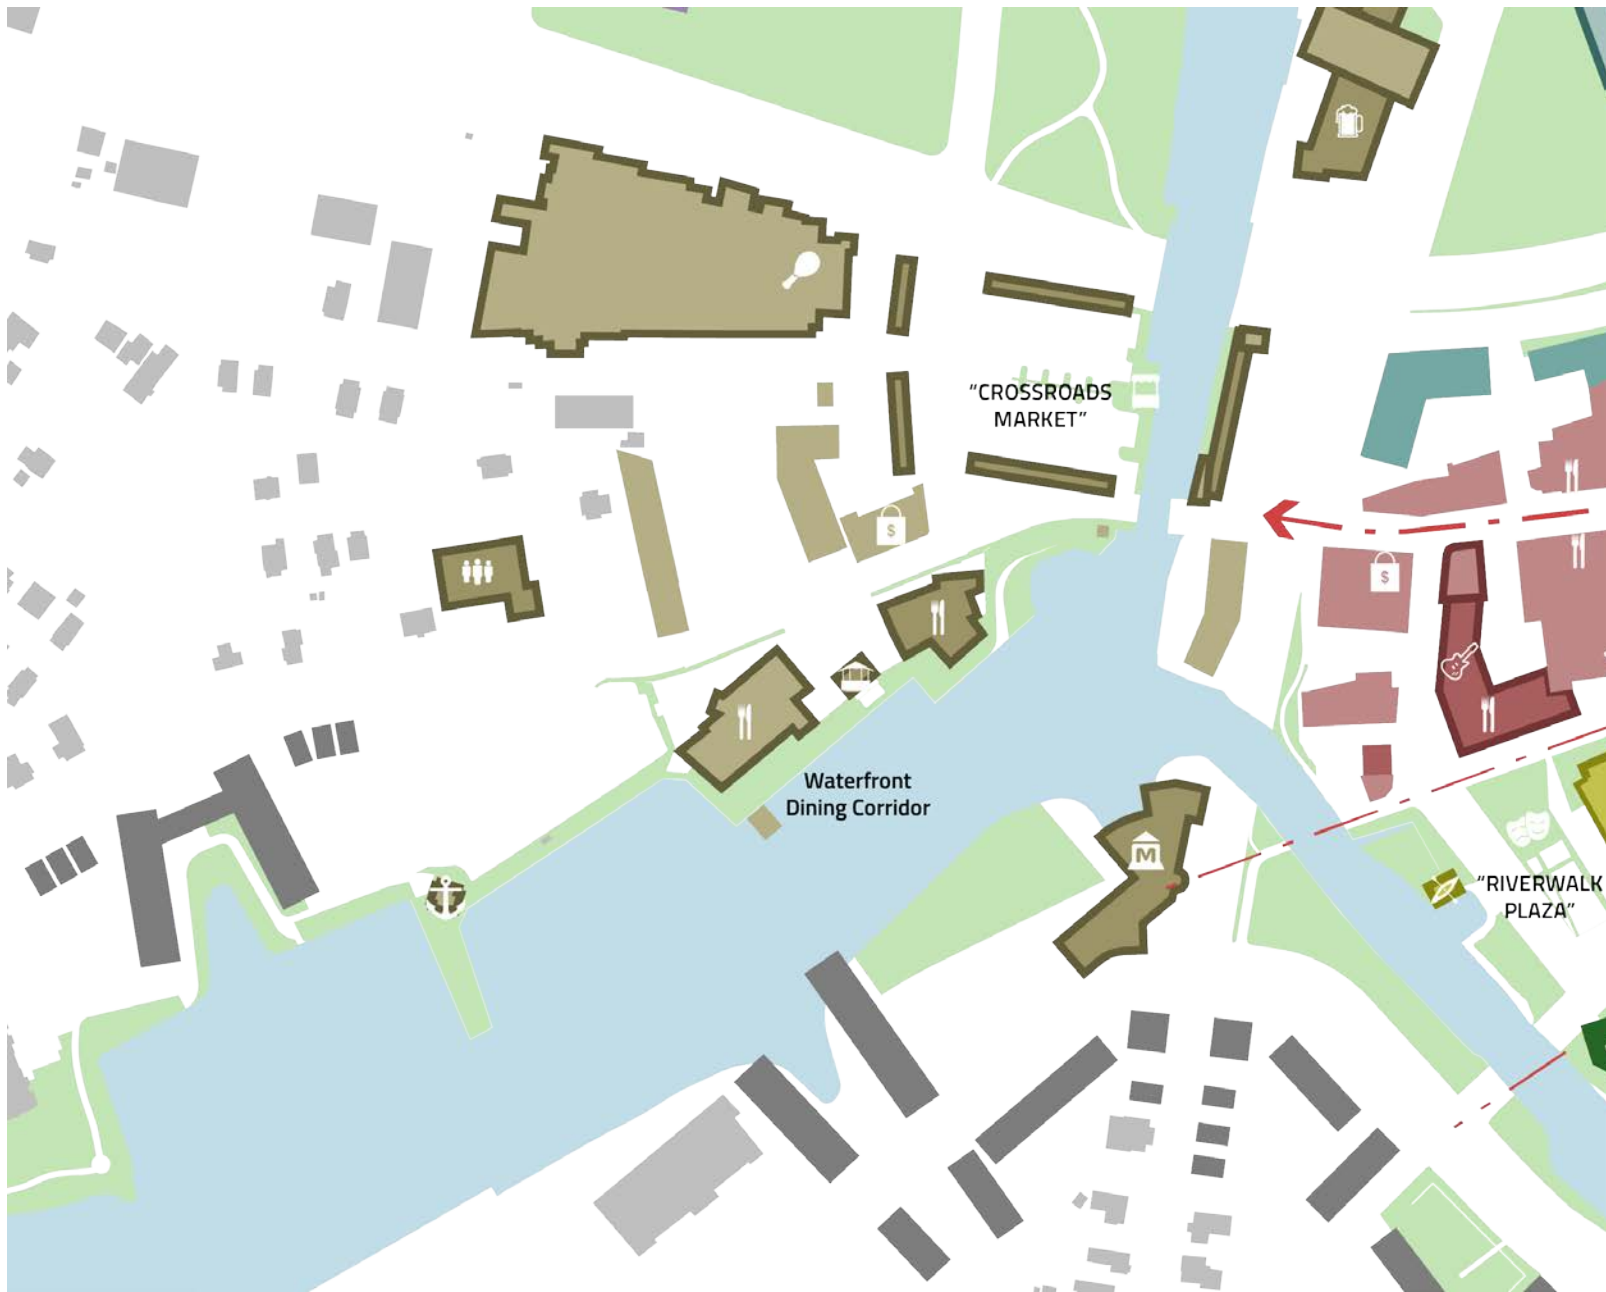 "CROSSROADS
MARKET"
$
$
Waterfront
Dining Corridor
M
"RIVERWALK
PLAZA"